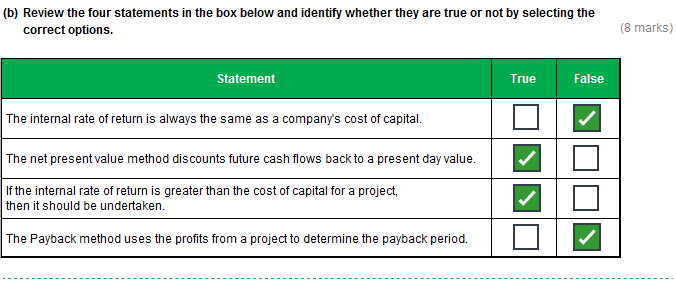 (b) Review the four statements in the box below and identify whether they are true or not by selecting the
correct options. (8 marks)
Statement True False
The internal rate of return is always the same as a company's cost of capital.
The net present value method discounts future cash flows back to a present day value.
If the internal rate of return is greater than the cost of capital for a project,
then it should be undertaken.
The Payback method uses the profits from a project to determine the payback period.